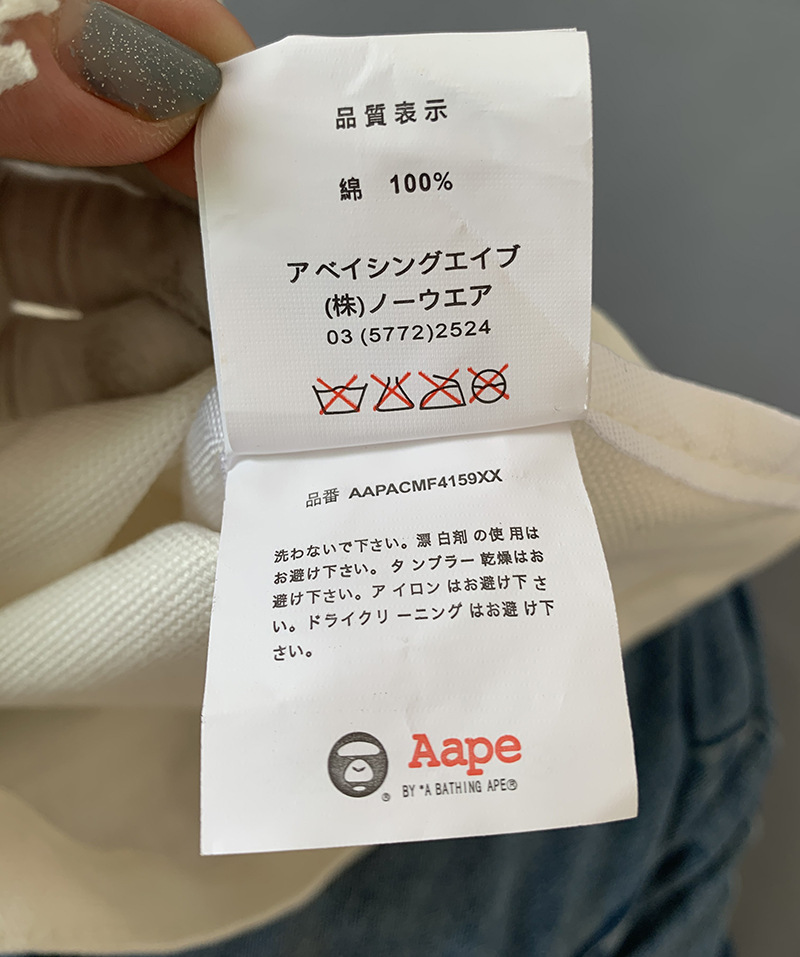 品質表示
綿 100%
アベイシングエイブ
(株)ノーウエア
03 (5772)2524
品番 AAPACMF4159XX
洗わないで下さい。漂白剤の使用は
お避け下さい。タンブラー乾燥はお
避け下さい。アイロンはお避け下さ
い。ドライクリーニングはお避け下
さい。
Aape
BY *A BATHING APE®